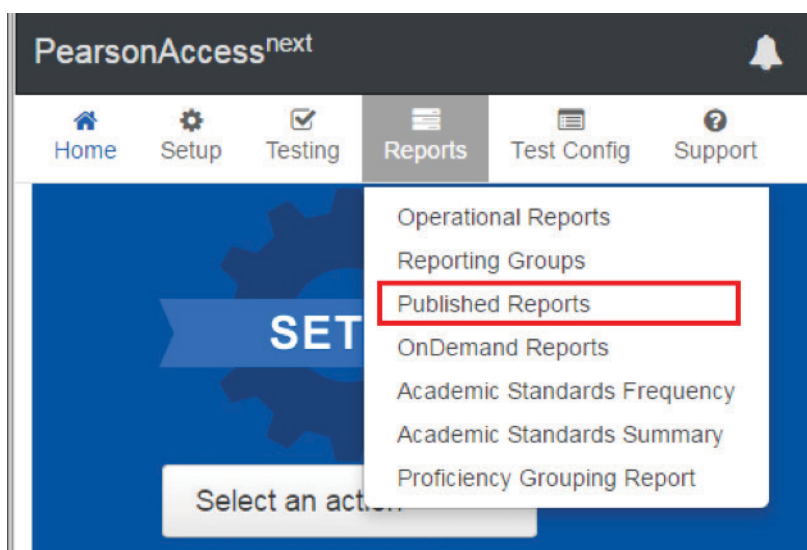 PearsonAccessnext
Home Setup Testing Reports Test Config Support
Operational Reports
Reporting Groups
Published Reports
OnDemand Reports
Academic Standards Frequency
Academic Standards Summary
Proficiency Grouping Report
SET
Select an